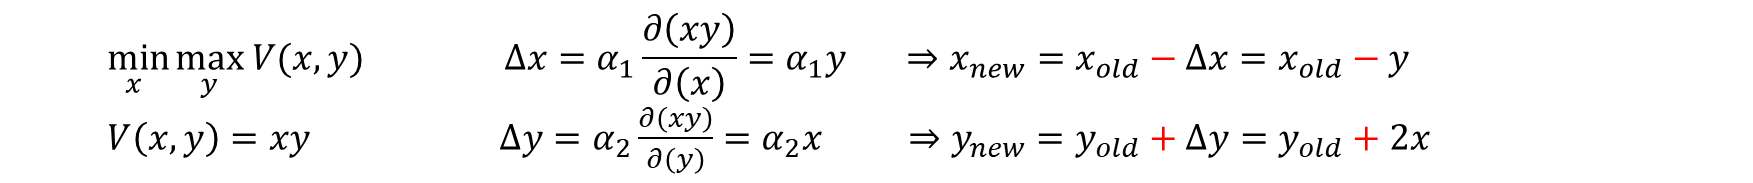 min max V(x, y)   Δx = α₁ ∂(xy)/∂(x) = α₁y   ⇒ x_new = x_old − Δx = x_old − y
x y
V(x, y) = xy   Δy = α₂ ∂(xy)/∂(y) = α₂x   ⇒ y_new = y_old + Δy = y_old + 2x